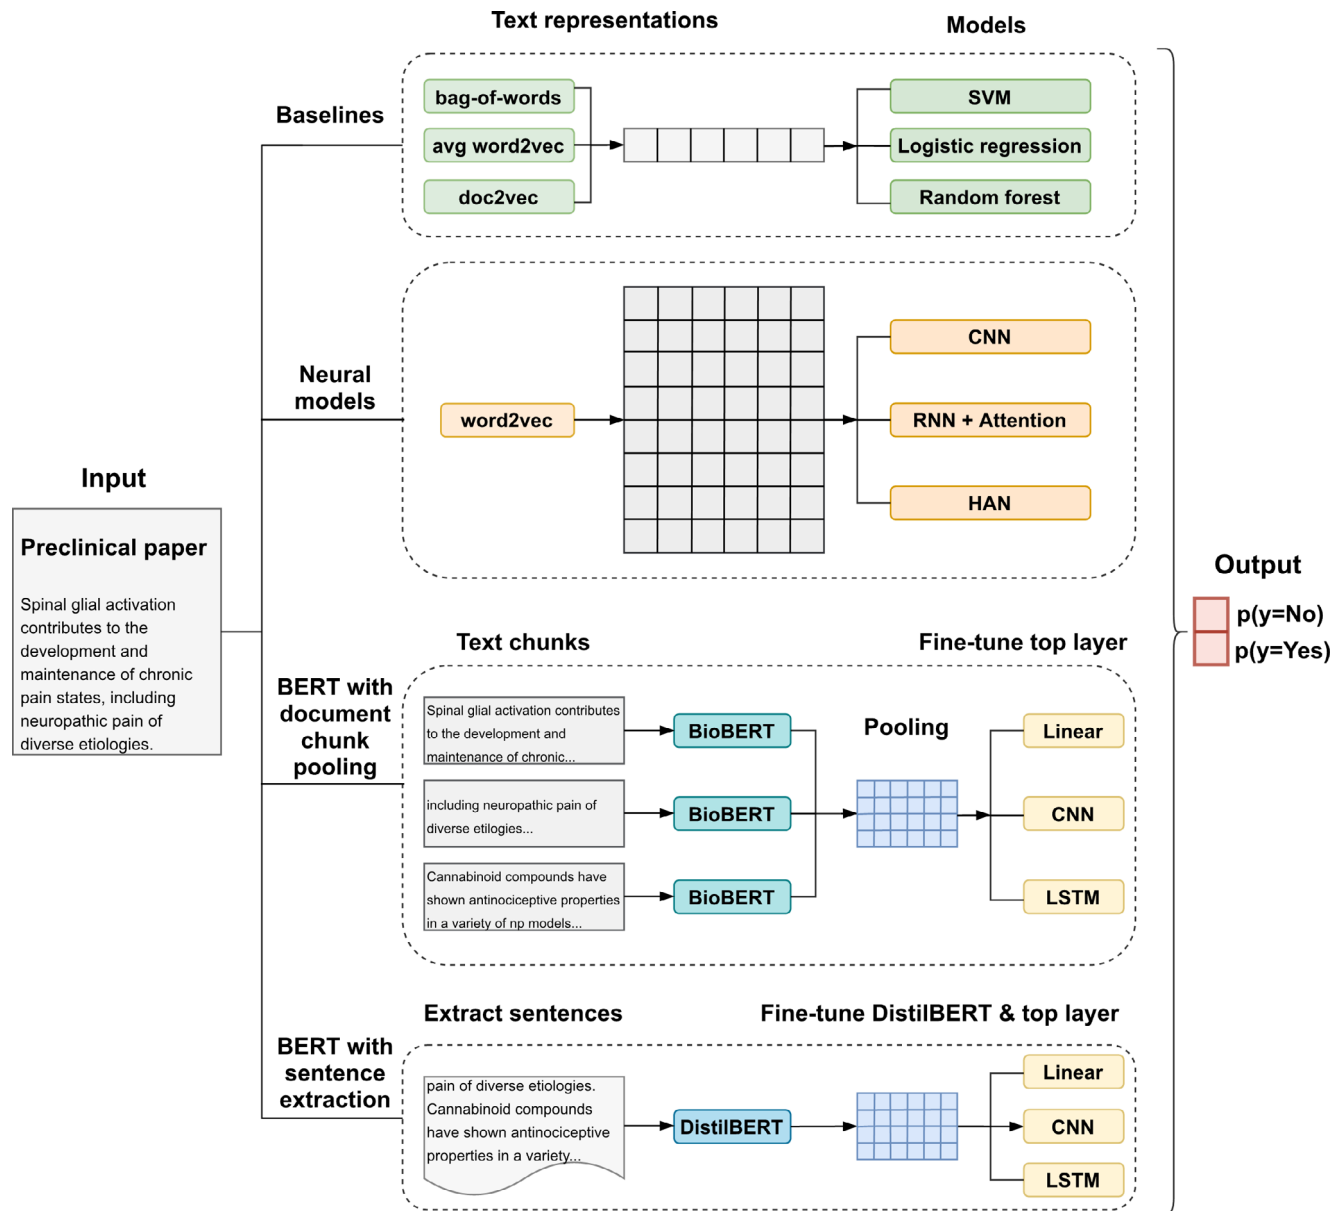 Text representations
Models
Baselines
bag-of-words
avg word2vec
doc2vec
SVM
Logistic regression
Random forest
Neural
models
word2vec
CNN
RNN + Attention
HAN
Input
Preclinical paper
Spinal glial activation
contributes to the
development and
maintenance of chronic
pain states, including
neuropathic pain of
diverse etiologies.
Output
p(y=No)
p(y=Yes)
Text chunks
Fine-tune top layer
BERT with
document
chunk
pooling
Spinal glial activation contributes
to the development and
maintenance of chronic...
including neuropathic pain of
diverse etilogies...
Cannabinoid compounds have
shown antinociceptive properties
in a variety of np models...
BioBERT
BioBERT
BioBERT
Pooling
Linear
CNN
LSTM
Extract sentences
Fine-tune DistilBERT & top layer
BERT with
sentence
extraction
pain of diverse etiologies.
Cannabinoid compounds
have shown antinociceptive
properties in a variety...
DistilBERT
Linear
CNN
LSTM